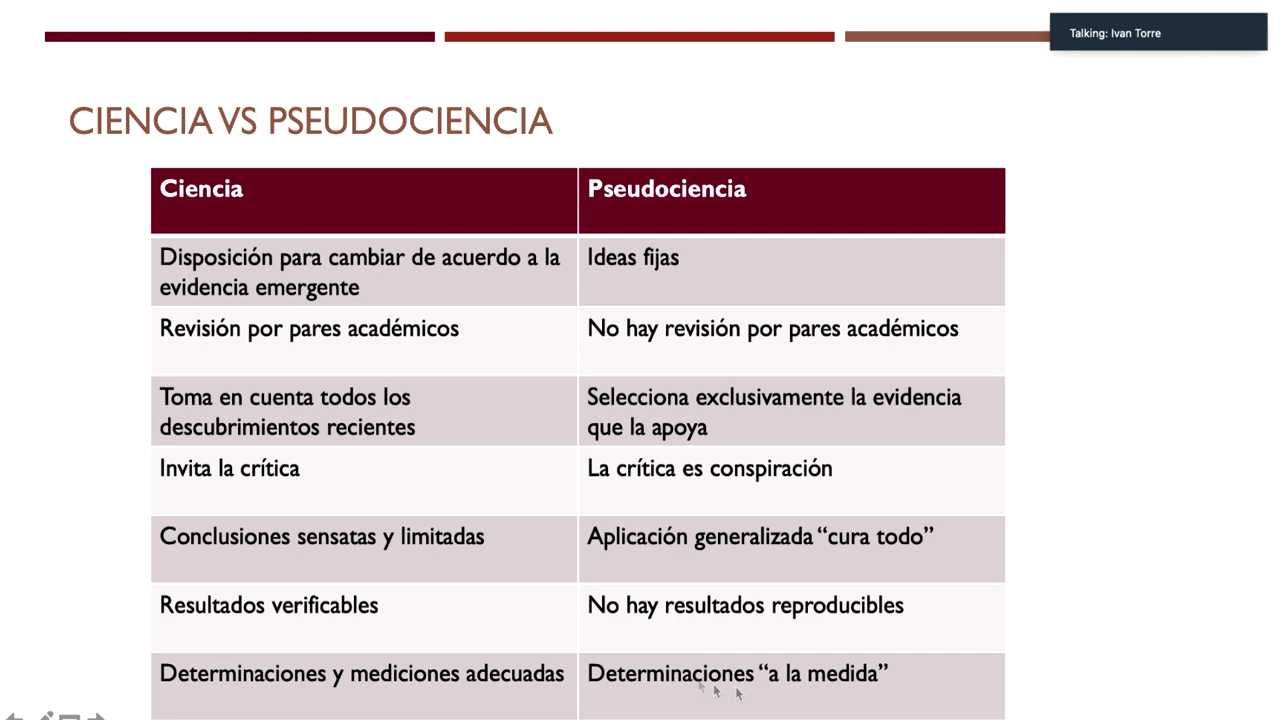 Talking: Ivan Torre
CIENCIA VS PSEUDOCIENCIA
Ciencia
Pseudociencia
Disposición para cambiar de acuerdo a la
evidencia emergente
Ideas fijas
Revisión por pares académicos
No hay revisión por pares académicos
Toma en cuenta todos los
descubrimientos recientes
Selecciona exclusivamente la evidencia
que la apoya
Invita la crítica
La crítica es conspiración
Conclusiones sensatas y limitadas
Aplicación generalizada “cura todo”
Resultados verificables
No hay resultados reproducibles
Determinaciones y mediciones adecuadas
Determinaciones “a la medida”